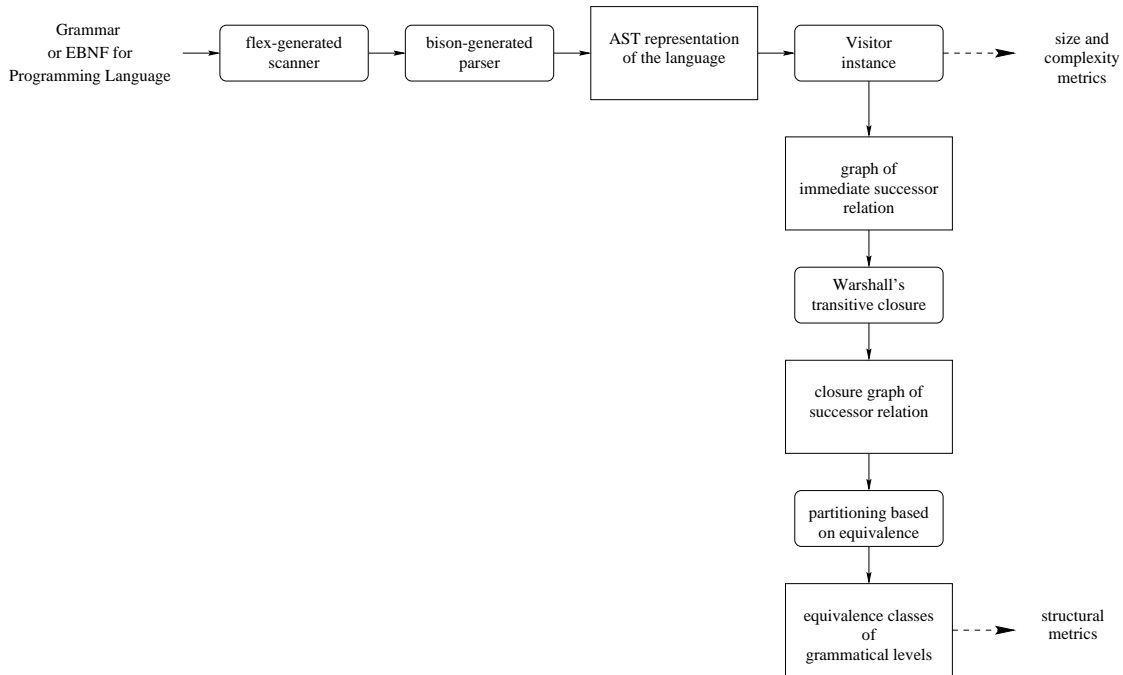 Grammar
or EBNF for
Programming Language
flex-generated
scanner
bison-generated
parser
AST representation
of the language
Visitor
instance
size and
complexity
metrics
graph of
immediate successor
relation
Warshall's
transitive closure
closure graph of
successor relation
partitioning based
on equivalence
equivalence classes
of
grammatical levels
structural
metrics